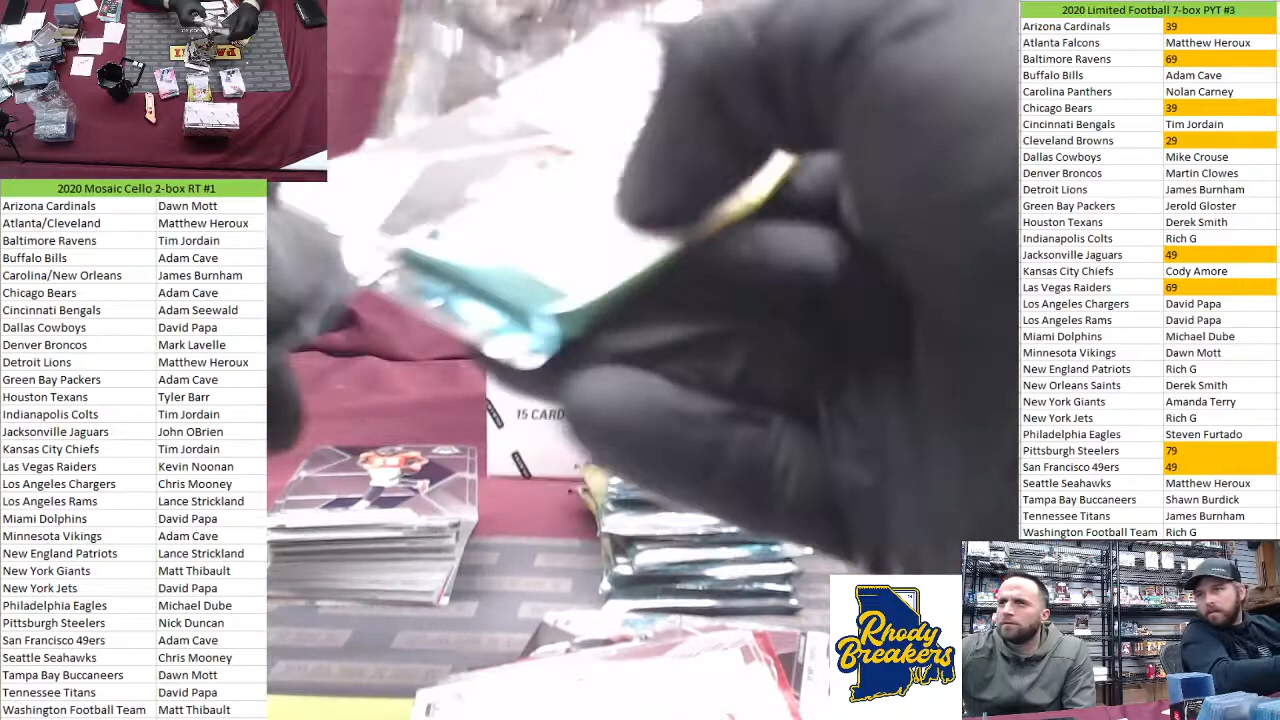 2020 Mosaic Cello 2-box RT #1
Arizona Cardinals Dawn Mott
Atlanta/Cleveland Matthew Heroux
Baltimore Ravens Tim Jordain
Buffalo Bills Adam Cave
Carolina/New Orleans James Burnham
Chicago Bears Adam Cave
Cincinnati Bengals Adam Seewald
Dallas Cowboys David Papa
Denver Broncos Mark Lavelle
Detroit Lions Matthew Heroux
Green Bay Packers Adam Cave
Houston Texans Tyler Barr
Indianapolis Colts Tim Jordain
Jacksonville Jaguars John OBrien
Kansas City Chiefs Tim Jordain
Las Vegas Raiders Kevin Noonan
Los Angeles Chargers Chris Mooney
Los Angeles Rams Lance Strickland
Miami Dolphins David Papa
Minnesota Vikings Adam Cave
New England Patriots Lance Strickland
New York Giants Matt Thibault
New York Jets David Papa
Philadelphia Eagles Michael Dube
Pittsburgh Steelers Nick Duncan
San Francisco 49ers Adam Cave
Seattle Seahawks Chris Mooney
Tampa Bay Buccaneers Dawn Mott
Tennessee Titans David Papa
Washington Football Team Matt Thibault
15 CARD
2020 Limited Football 7-box PYT #3
Arizona Cardinals 39
Atlanta Falcons Matthew Heroux
Baltimore Ravens 69
Buffalo Bills Adam Cave
Carolina Panthers Nolan Carney
Chicago Bears 39
Cincinnati Bengals Tim Jordain
Cleveland Browns 29
Dallas Cowboys Mike Crouse
Denver Broncos Martin Clowes
Detroit Lions James Burnham
Green Bay Packers Jerold Gloster
Houston Texans Derek Smith
Indianapolis Colts Rich G
Jacksonville Jaguars 49
Kansas City Chiefs Cody Amore
Las Vegas Raiders 69
Los Angeles Chargers David Papa
Los Angeles Rams David Papa
Miami Dolphins Michael Dube
Minnesota Vikings Dawn Mott
New England Patriots Rich G
New Orleans Saints Derek Smith
New York Giants Amanda Terry
New York Jets Rich G
Philadelphia Eagles Steven Furtado
Pittsburgh Steelers 79
San Francisco 49ers 49
Seattle Seahawks Matthew Heroux
Tampa Bay Buccaneers Shawn Burdick
Tennessee Titans James Burnham
Washington Football Team Rich G
Rhody
Breakers